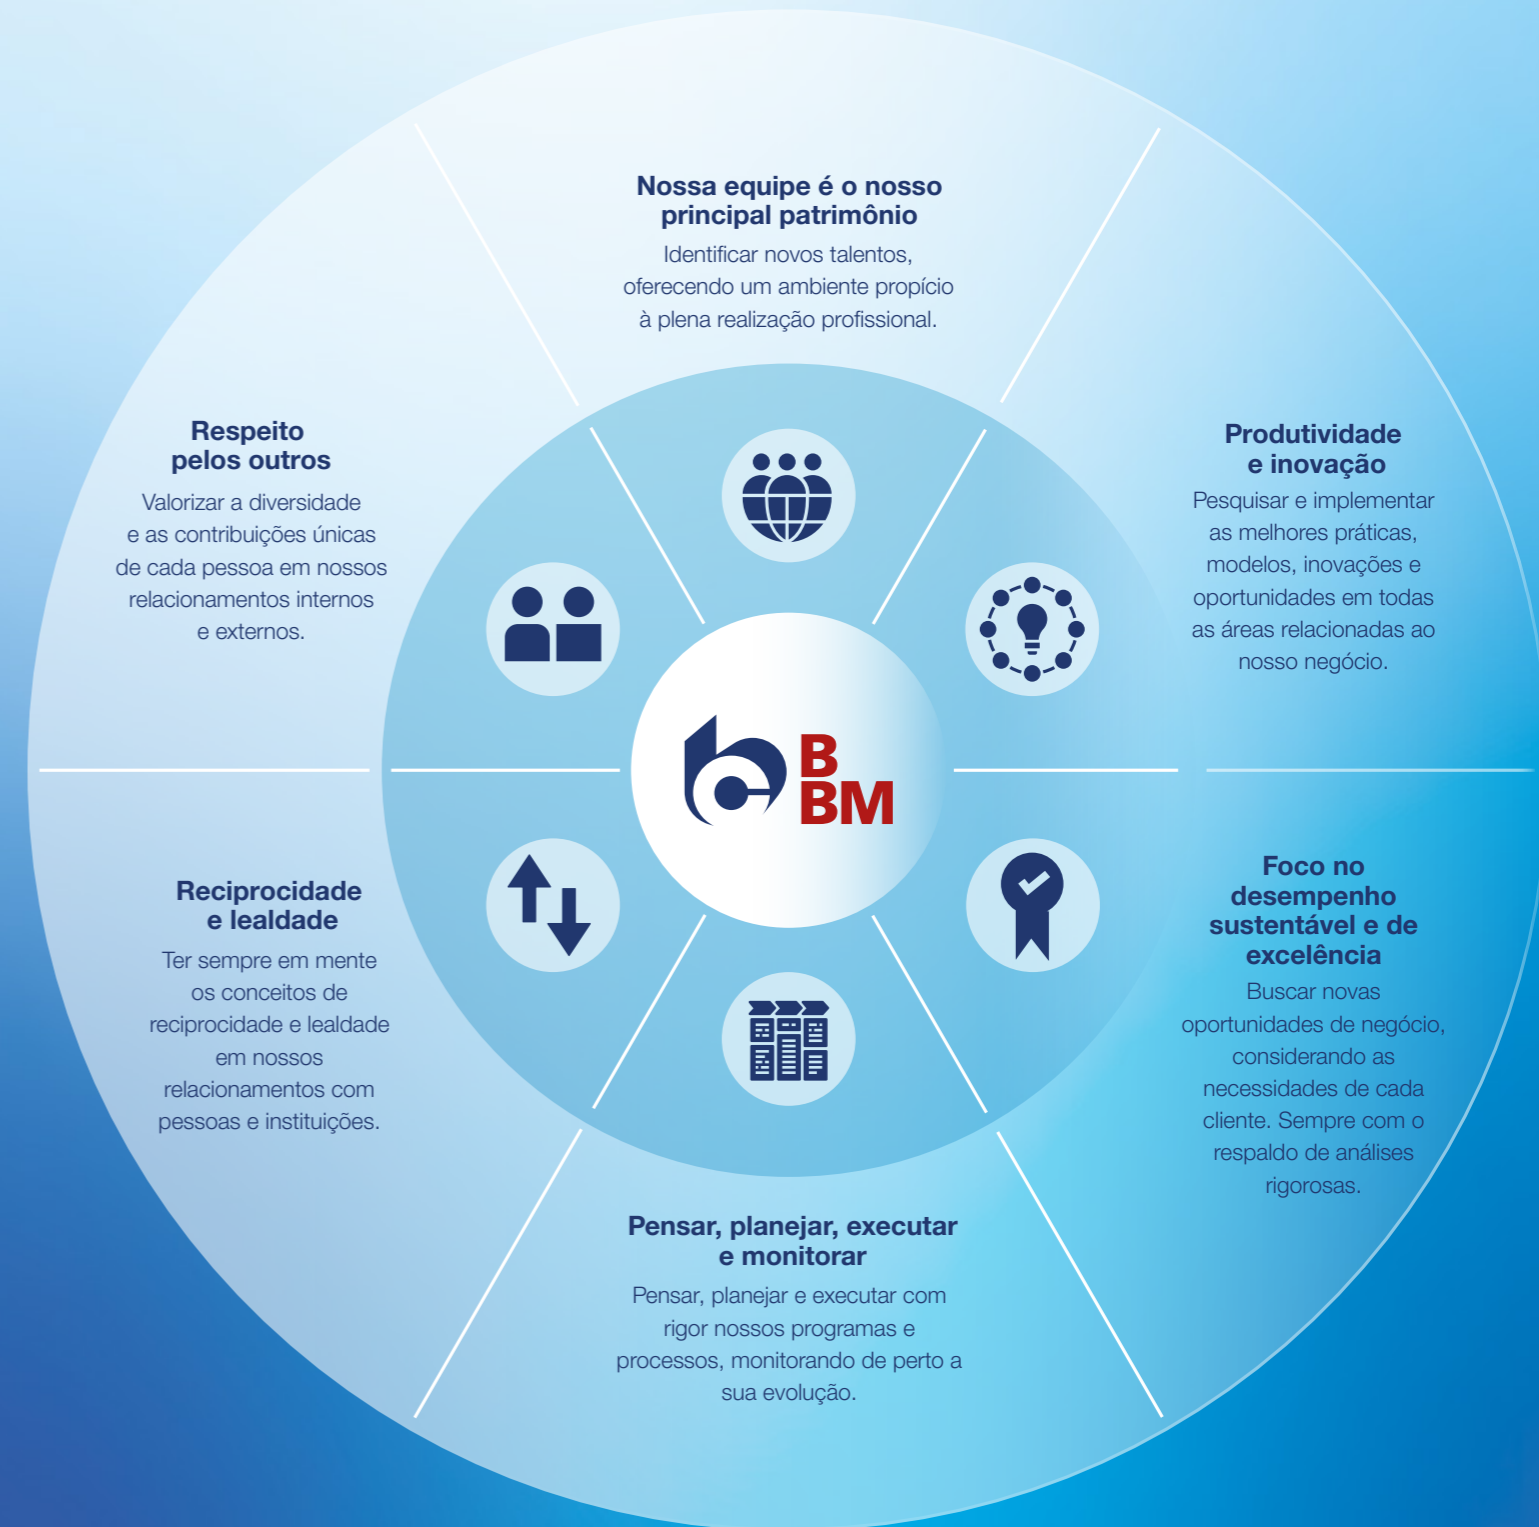 Nossa equipe é o nosso
principal patrimônio
Identificar novos talentos,
oferecendo um ambiente propício
à plena realização profissional.
Produtividade
e inovação
Pesquisar e implementar
as melhores práticas,
modelos, inovações e
oportunidades em todas
as áreas relacionadas ao
nosso negócio.
Foco no
desempenho
sustentável e de
excelência
Buscar novas
oportunidades de negócio,
considerando as
necessidades de cada
cliente. Sempre com o
respaldo de análises
rigorosas.
Pensar, planejar, executar
e monitorar
Pensar, planejar e executar com
rigor nossos programas e
processos, monitorando de perto a
sua evolução.
Reciprocidade
e lealdade
Ter sempre em mente
os conceitos de
reciprocidade e lealdade
em nossos
relacionamentos com
pessoas e instituições.
Respeito
pelos outros
Valorizar a diversidade
e as contribuições únicas
de cada pessoa em nossos
relacionamentos internos
e externos.
B
BM